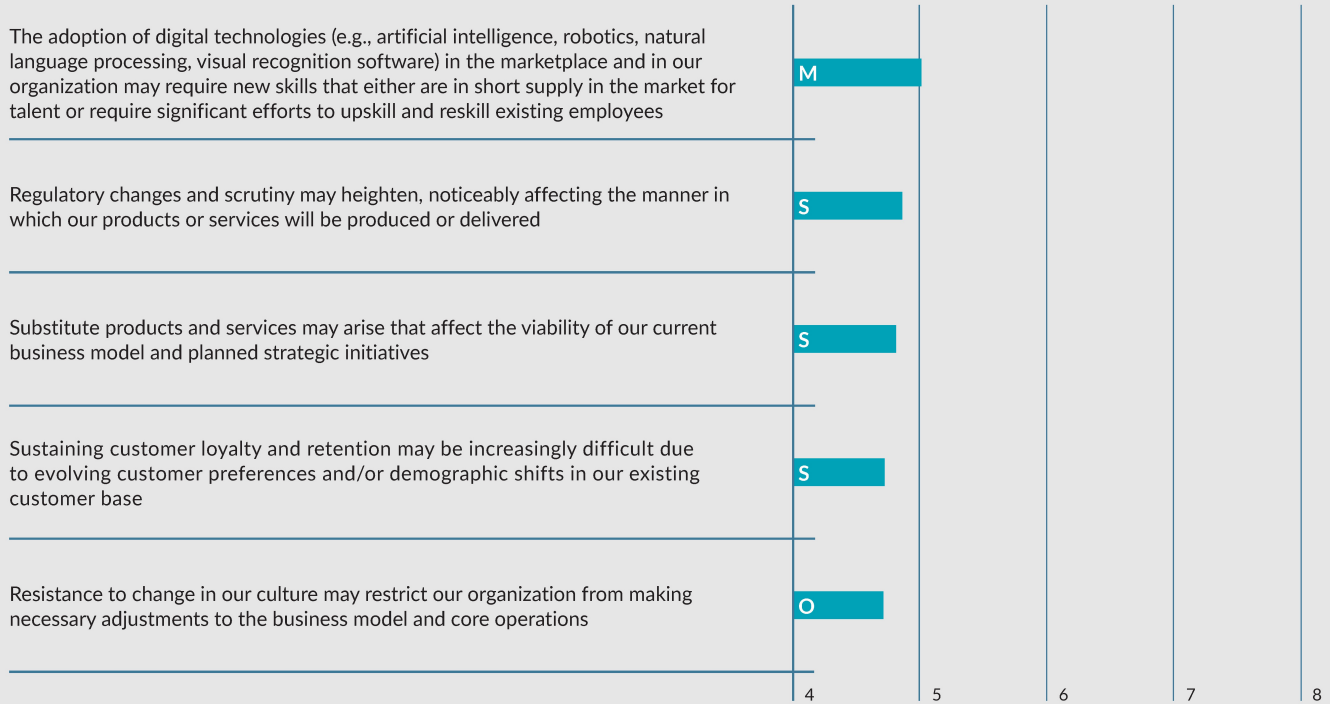 The adoption of digital technologies (e.g., artificial intelligence, robotics, natural
language processing, visual recognition software) in the marketplace and in our
organization may require new skills that either are in short supply in the market for
talent or require significant efforts to upskill and reskill existing employees
M
Regulatory changes and scrutiny may heighten, noticeably affecting the manner in
which our products or services will be produced or delivered
S
Substitute products and services may arise that affect the viability of our current
business model and planned strategic initiatives
S
Sustaining customer loyalty and retention may be increasingly difficult due
to evolving customer preferences and/or demographic shifts in our existing
customer base
S
Resistance to change in our culture may restrict our organization from making
necessary adjustments to the business model and core operations
O
4 5 6 7 8